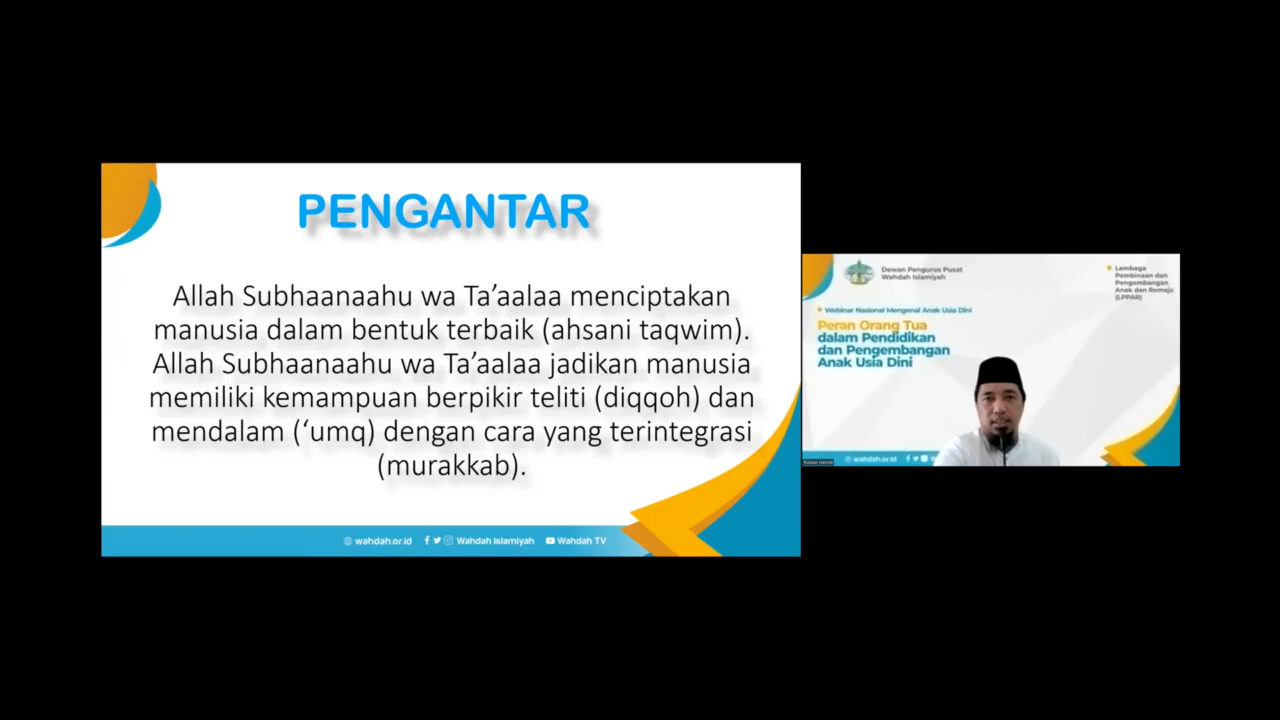 PENGANTAR
Allah Subhaanaahu wa Ta’aalaa menciptakan
manusia dalam bentuk terbaik (ahsani taqwim).
Allah Subhaanaahu wa Ta’aalaa jadikan manusia
memiliki kemampuan berpikir teliti (diqqoh) dan
mendalam (‘umq) dengan cara yang terintegrasi
(murakkab).
wahdah.or.id Wahdah Islamiyah Wahdah TV
Dewan Pengurus Pusat
Wahdah Islamiyah
Lembaga
Pembinaan dan
Pengembangan
Anak dan Remaja
(LPPAR)
Webinar Nasional Mengenal Anak Usia Dini
Peran Orang Tua
dalam Pendidikan
dan Pengembangan
Anak Usia Dini
wahdah.or.id